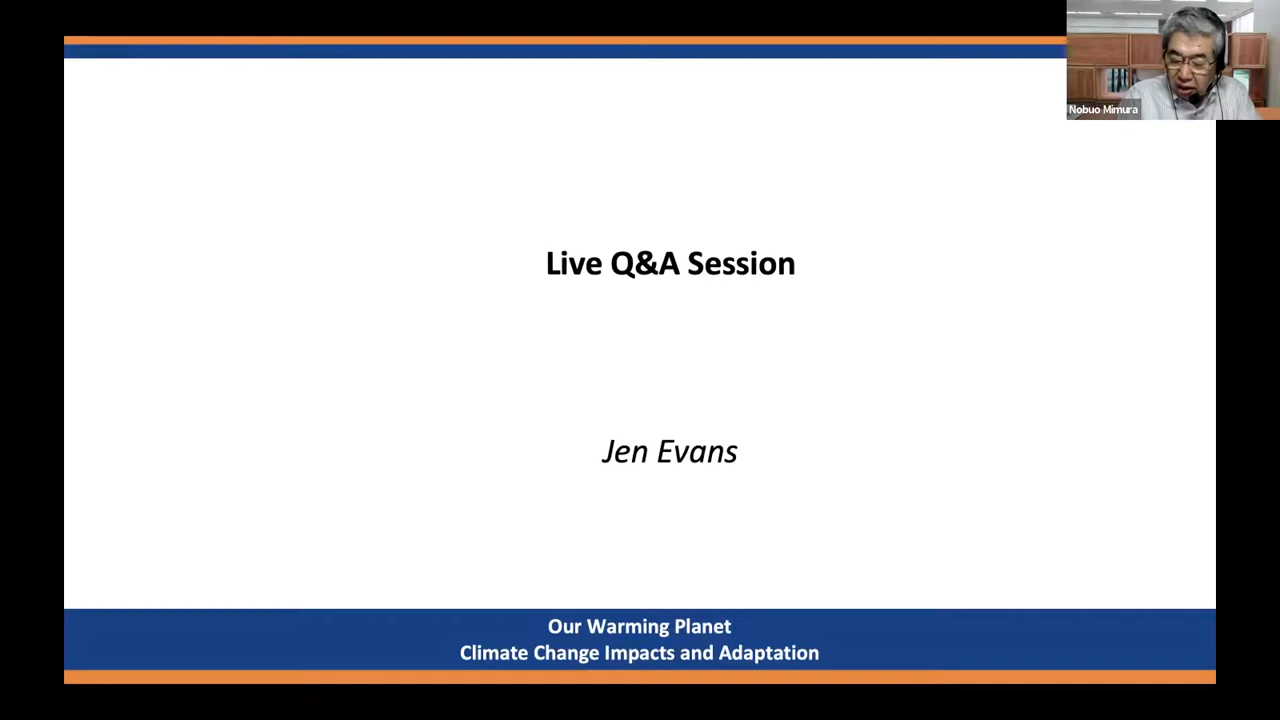 Nobuo Mimura
Live Q&A Session
Jen Evans
Our Warming Planet
Climate Change Impacts and Adaptation